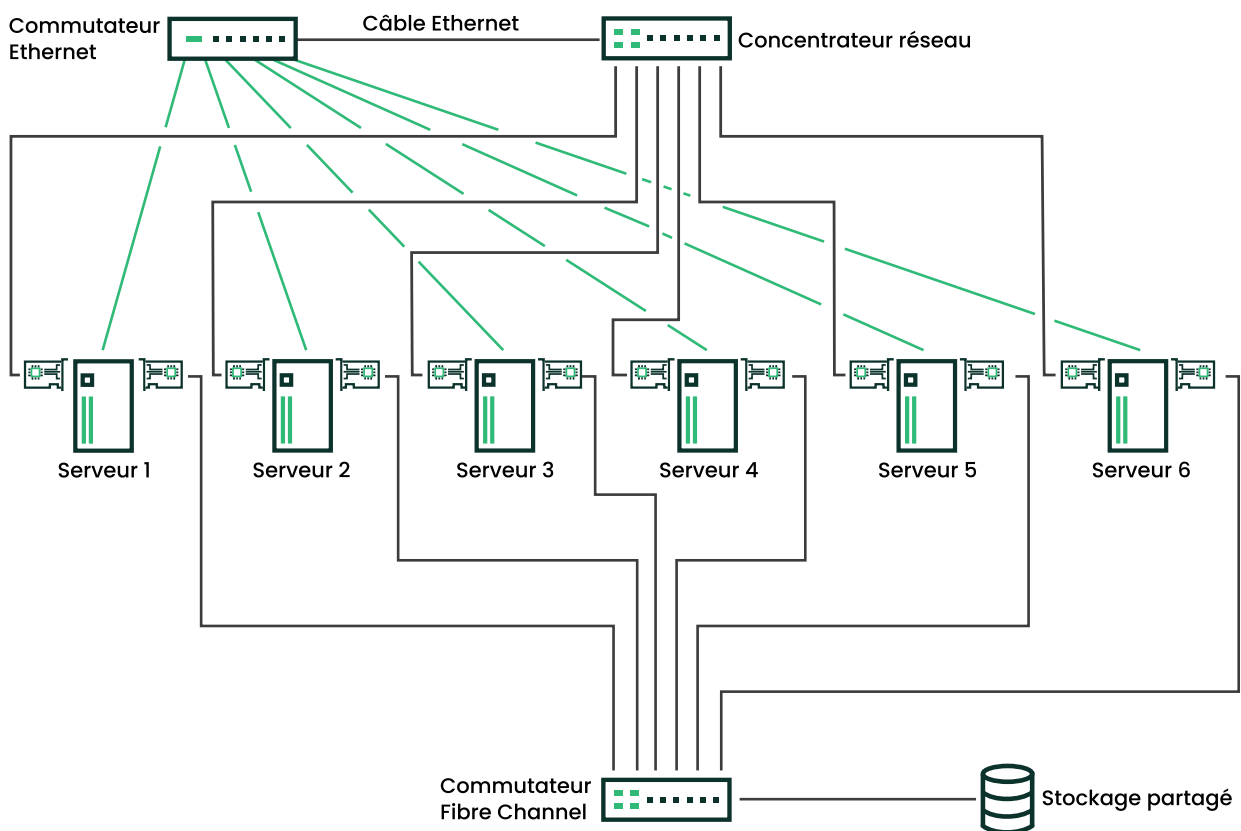 Commutateur
Ethernet
Câble Ethernet
Concentrateur réseau
Serveur 1
Serveur 2
Serveur 3
Serveur 4
Serveur 5
Serveur 6
Commutateur
Fibre Channel
Stockage partagé